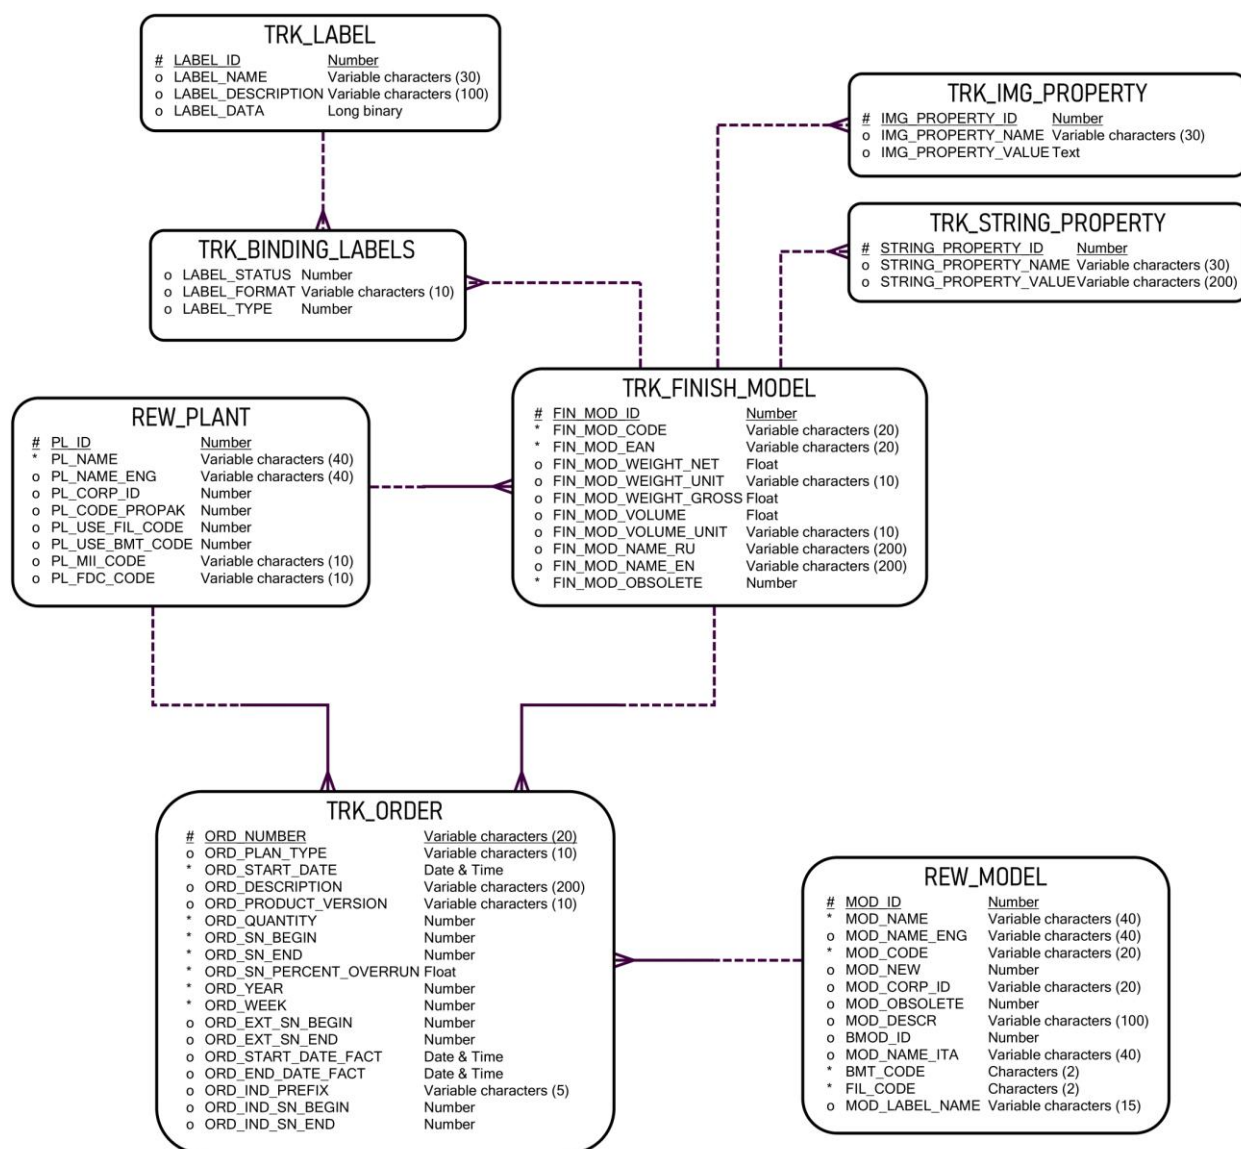 TRK_LABEL
# LABEL_ID Number
o LABEL_NAME Variable characters (30)
o LABEL_DESCRIPTION Variable characters (100)
o LABEL_DATA Long binary
TRK_IMG_PROPERTY
# IMG_PROPERTY_ID Number
o IMG_PROPERTY_NAME Variable characters (30)
o IMG_PROPERTY_VALUE Text
TRK_STRING_PROPERTY
# STRING_PROPERTY_ID Number
o STRING_PROPERTY_NAME Variable characters (30)
o STRING_PROPERTY_VALUE Variable characters (200)
TRK_BINDING_LABELS
o LABEL_STATUS Number
o LABEL_FORMAT Variable characters (10)
o LABEL_TYPE Number
REW_PLANT
# PL_ID Number
* PL_NAME Variable characters (40)
o PL_NAME_ENG Variable characters (40)
o PL_CORP_ID Number
o PL_CODE_PROPAK Number
o PL_USE_FIL_CODE Number
o PL_USE_BMT_CODE Number
o PL_MII_CODE Variable characters (10)
o PL_FDC_CODE Variable characters (10)
TRK_FINISH_MODEL
# FIN_MOD_ID Number
* FIN_MOD_CODE Variable characters (20)
* FIN_MOD_EAN Variable characters (20)
o FIN_MOD_WEIGHT_NET Float
o FIN_MOD_WEIGHT_UNIT Variable characters (10)
o FIN_MOD_WEIGHT_GROSS Float
o FIN_MOD_VOLUME Float
o FIN_MOD_VOLUME_UNIT Variable characters (10)
o FIN_MOD_NAME_RU Variable characters (200)
o FIN_MOD_NAME_EN Variable characters (200)
* FIN_MOD_OBSOLETE Number
TRK_ORDER
# ORD_NUMBER Variable characters (20)
o ORD_PLAN_TYPE Variable characters (10)
* ORD_START_DATE Date & Time
o ORD_DESCRIPTION Variable characters (200)
o ORD_PRODUCT_VERSION Variable characters (10)
* ORD_QUANTITY Number
* ORD_SN_BEGIN Number
* ORD_SN_END Number
* ORD_SN_PERCENT_OVERRUN Float
* ORD_YEAR Number
* ORD_WEEK Number
o ORD_EXT_SN_BEGIN Number
o ORD_EXT_SN_END Number
o ORD_START_DATE_FACT Date & Time
o ORD_END_DATE_FACT Date & Time
o ORD_IND_PREFIX Variable characters (5)
o ORD_IND_SN_BEGIN Number
o ORD_IND_SN_END Number
REW_MODEL
# MOD_ID Number
* MOD_NAME Variable characters (40)
o MOD_NAME_ENG Variable characters (40)
* MOD_CODE Variable characters (20)
o MOD_NEW Number
o MOD_CORP_ID Variable characters (20)
o MOD_OBSOLETE Number
o MOD_DESCR Variable characters (100)
o BMOD_ID Number
o MOD_NAME_ITA Variable characters (40)
* BMT_CODE Characters (2)
* FIL_CODE Characters (2)
o MOD_LABEL_NAME Variable characters (15)